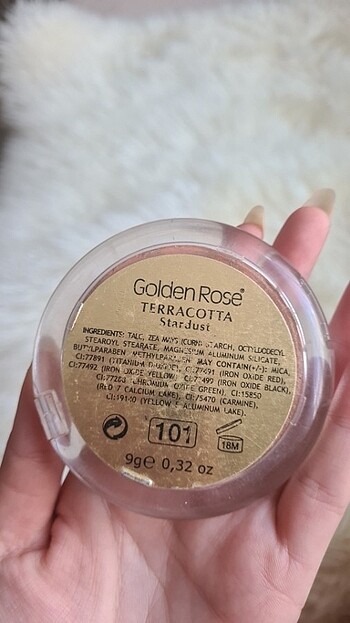 Golden Rose®
TERRACOTTA
Stardust
INGREDIENTS: TALC, ZEA MAYS (CORN) STARCH, OCTYLDODECYL
STEAROYL STEARATE, MAGNESIUM ALUMINUM SILICATE,
BUTYLPARABEN, METHYLPARABEN. MAY CONTAIN(+/-): MICA,
CI:77891 (TITANIUM DIOXIDE), CI:77491 (IRON OXIDE RED),
CI:77492 (IRON OXIDE YELLOW), CI:77499 (IRON OXIDE BLACK),
CI:77288 (CHROMIUM OXIDE GREEN), CI:15850
(RED 7 CALCIUM LAKE), CI:75470 (CARMINE),
CI:19140 (YELLOW 5 ALUMINUM LAKE).
101
18M
9g℮ 0,32 oz